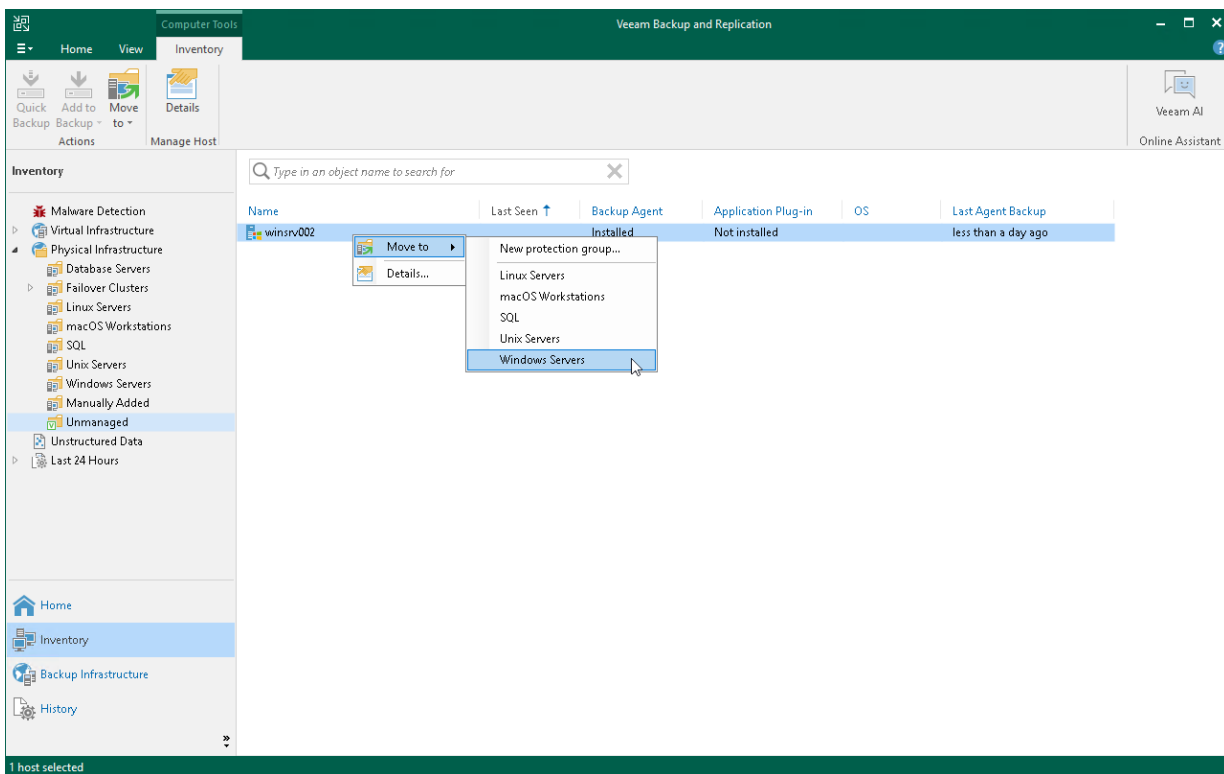 Computer Tools
Veeam Backup and Replication
Home View Inventory
?
Quick Backup
Add to Backup
Move to
Details
Veeam AI
Actions
Manage Host
Online Assistant
Inventory
Type in an object name to search for
Malware Detection
Virtual Infrastructure
Physical Infrastructure
Database Servers
Failover Clusters
Linux Servers
macOS Workstations
SQL
Unix Servers
Windows Servers
Manually Added
Unmanaged
Unstructured Data
Last 24 Hours
Name Last Seen Backup Agent Application Plug-in OS Last Agent Backup
winsrv002 Installed Not installed less than a day ago
Move to
Details...
New protection group...
Linux Servers
macOS Workstations
SQL
Unix Servers
Windows Servers
Home
Inventory
Backup Infrastructure
History
1 host selected